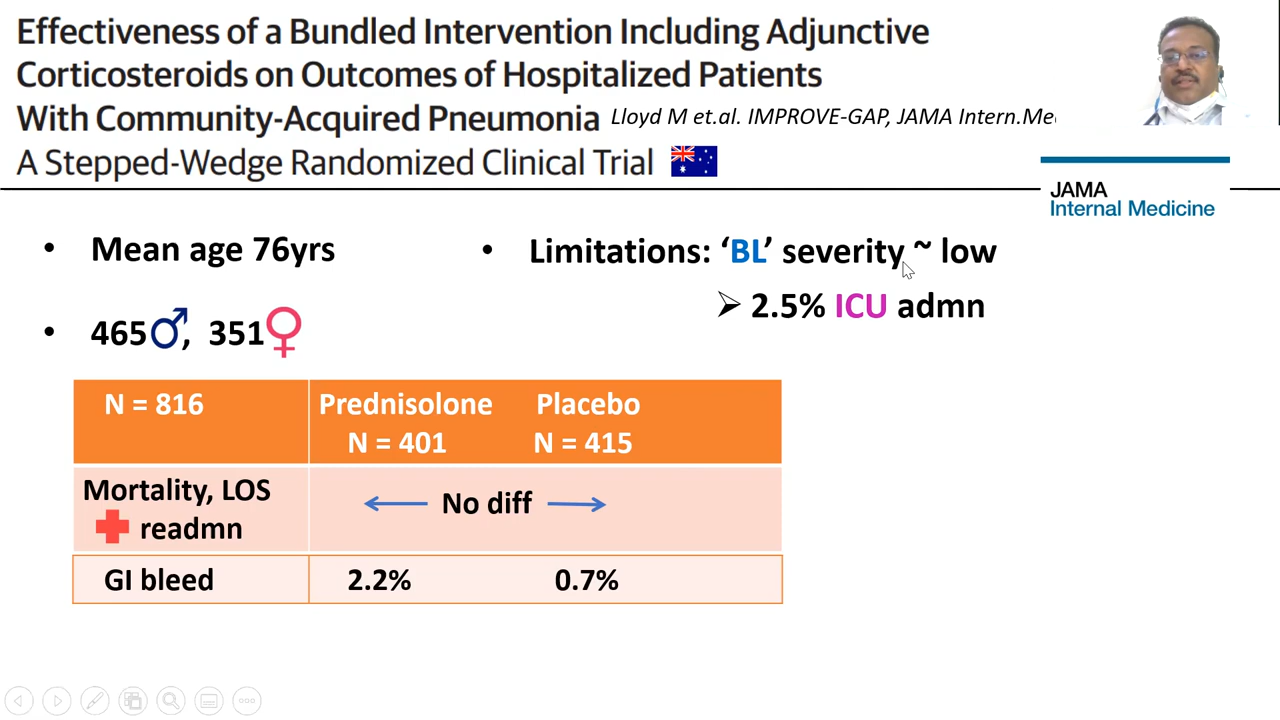 Effectiveness of a Bundled Intervention Including Adjunctive
Corticosteroids on Outcomes of Hospitalized Patients
With Community-Acquired Pneumonia Lloyd M et.al. IMPROVE-GAP, JAMA Intern.Me
A Stepped-Wedge Randomized Clinical Trial
JAMA
Internal Medicine
• Mean age 76yrs
• 465♂, 351♀
• Limitations: ‘BL’ severity ~ low
➢ 2.5% ICU admn
N = 816 Prednisolone Placebo
N = 401 N = 415
Mortality, LOS
readmn
No diff
GI bleed 2.2% 0.7%